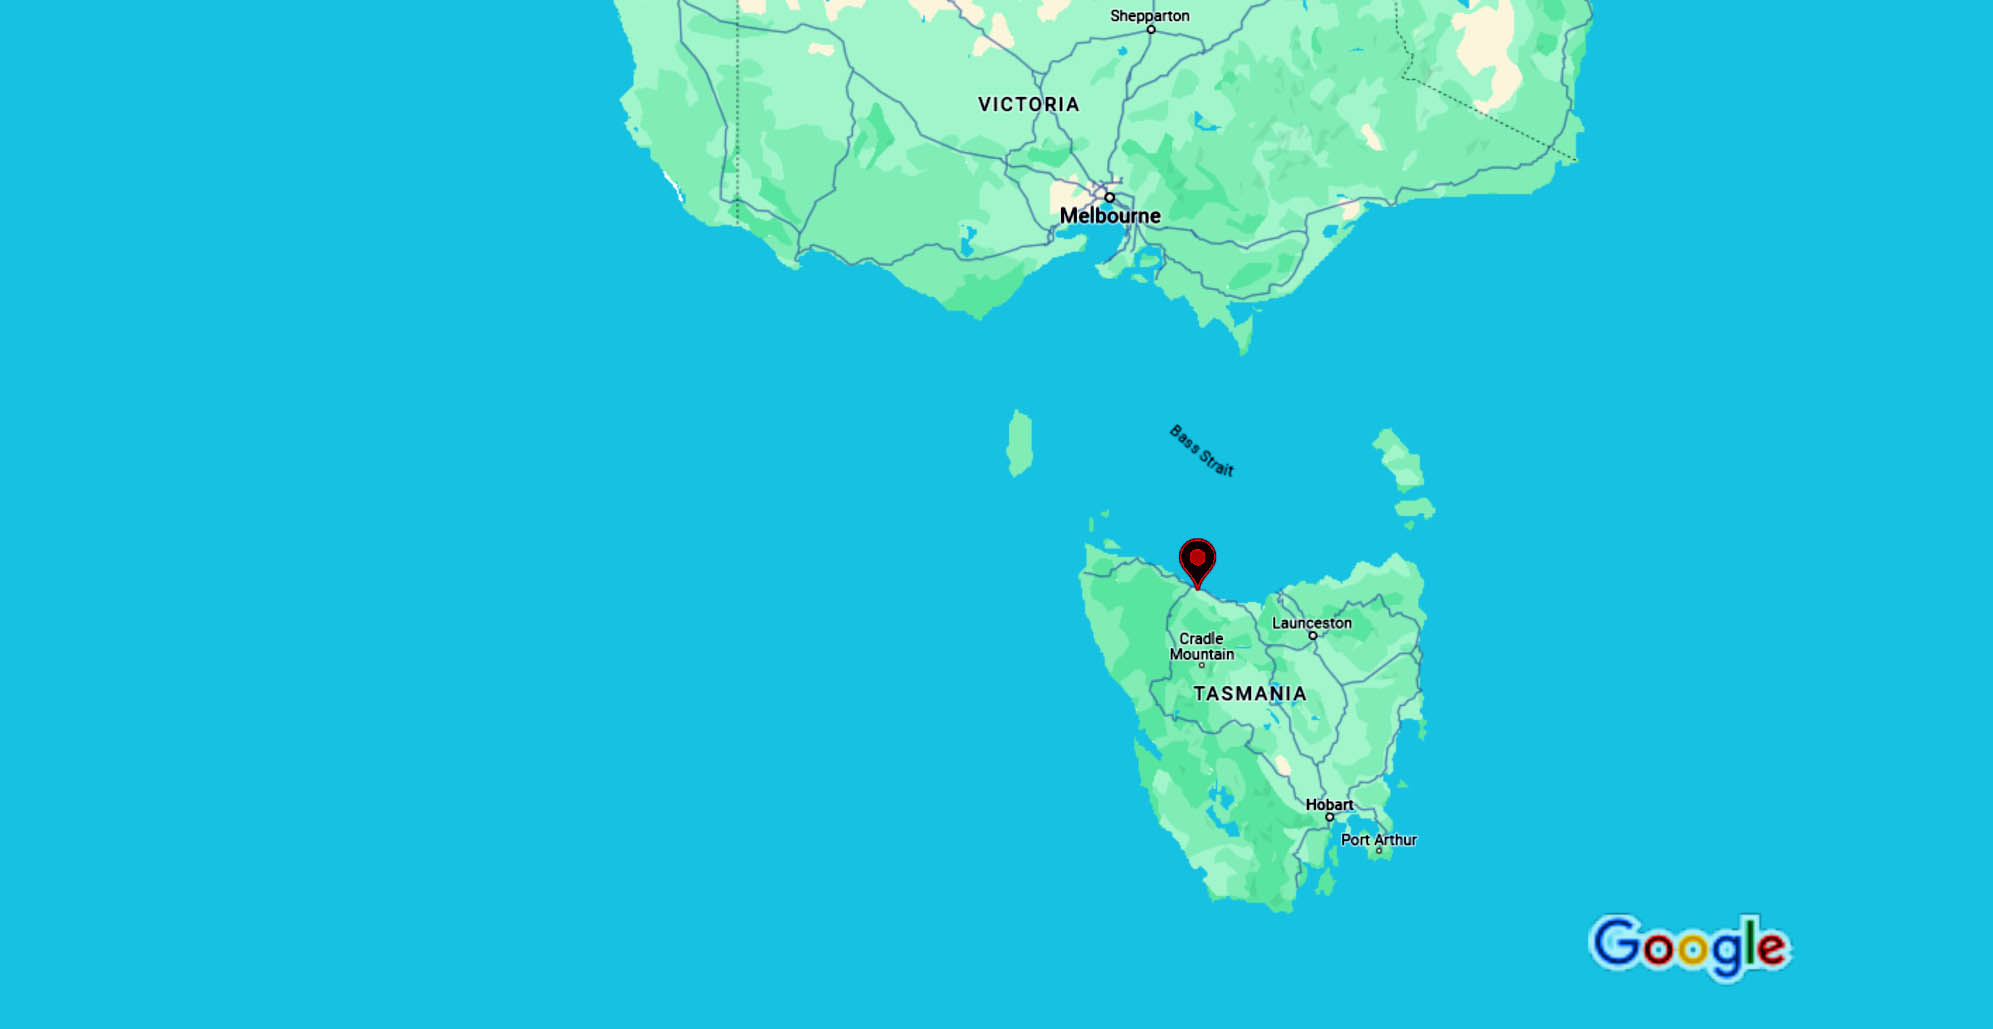 Shepparton
VICTORIA
Melbourne
Bass Strait
Launceston
Cradle
Mountain
TASMANIA
Hobart
Port Arthur
Google